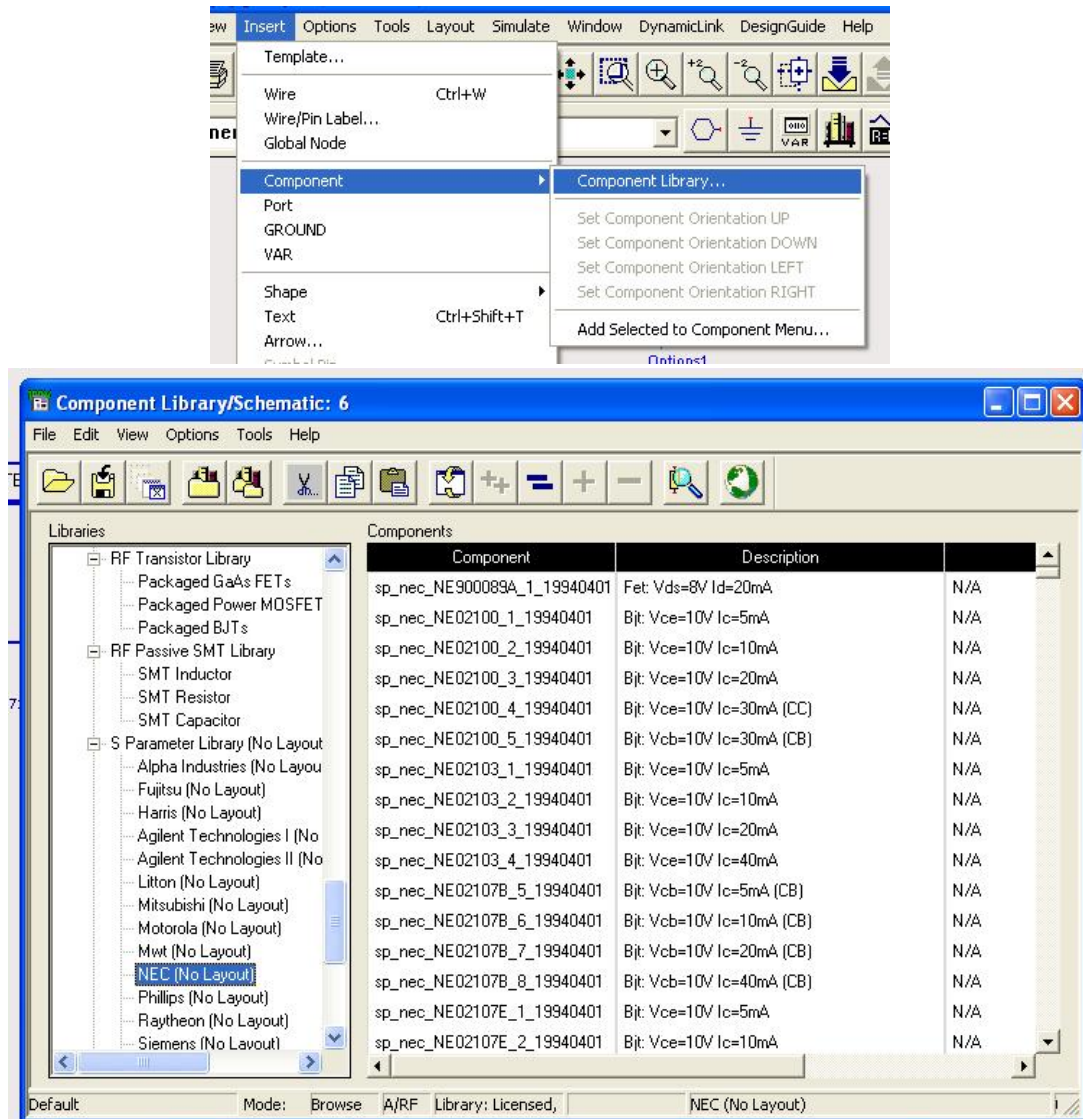 ew Insert Options Tools Layout Simulate Window DynamicLink DesignGuide Help
Template...
Wire Ctrl+W
Wire/Pin Label...
Global Node
VAR
Component Component Library...
Port
GROUND Set Component Orientation UP
VAR Set Component Orientation DOWN
Set Component Orientation LEFT
Shape Set Component Orientation RIGHT
Text Ctrl+Shift+T
Arrow... Add Selected to Component Menu...
Options1
Component Library/Schematic: 6
File Edit View Options Tools Help
Libraries Components
Component Description
RF Transistor Library
Packaged GaAs FETs
Packaged Power MOSFET
Packaged BJTs
RF Passive SMT Library
SMT Inductor
SMT Resistor
SMT Capacitor
S Parameter Library (No Layout
Alpha Industries (No Layou
Fujitsu (No Layout)
Harris (No Layout)
Agilent Technologies I (No
Agilent Technologies II (No
Litton (No Layout)
Mitsubishi (No Layout)
Motorola (No Layout)
Mwt (No Layout)
NEC (No Layout)
Phillips (No Layout)
Raytheon (No Layout)
Siemens (No Layout)
sp_nec_NE900089A_1_19940401 Fet: Vds=8V Id=20mA N/A
sp_nec_NE02100_1_19940401 Bjt: Vce=10V Ic=5mA N/A
sp_nec_NE02100_2_19940401 Bjt: Vce=10V Ic=10mA N/A
sp_nec_NE02100_3_19940401 Bjt: Vce=10V Ic=20mA N/A
sp_nec_NE02100_4_19940401 Bjt: Vce=10V Ic=30mA (CC) N/A
sp_nec_NE02100_5_19940401 Bjt: Vcb=10V Ic=30mA (CB) N/A
sp_nec_NE02103_1_19940401 Bjt: Vce=10V Ic=5mA N/A
sp_nec_NE02103_2_19940401 Bjt: Vce=10V Ic=10mA N/A
sp_nec_NE02103_3_19940401 Bjt: Vce=10V Ic=20mA N/A
sp_nec_NE02103_4_19940401 Bjt: Vce=10V Ic=40mA N/A
sp_nec_NE02107B_5_19940401 Bjt: Vcb=10V Ic=5mA (CB) N/A
sp_nec_NE02107B_6_19940401 Bjt: Vcb=10V Ic=10mA (CB) N/A
sp_nec_NE02107B_7_19940401 Bjt: Vcb=10V Ic=20mA (CB) N/A
sp_nec_NE02107B_8_19940401 Bjt: Vcb=10V Ic=40mA (CB) N/A
sp_nec_NE02107E_1_19940401 Bjt: Vce=10V Ic=5mA N/A
sp_nec_NE02107E_2_19940401 Bjt: Vce=10V Ic=10mA N/A
Default Mode: Browse A/RF Library: Licensed, NEC (No Layout)